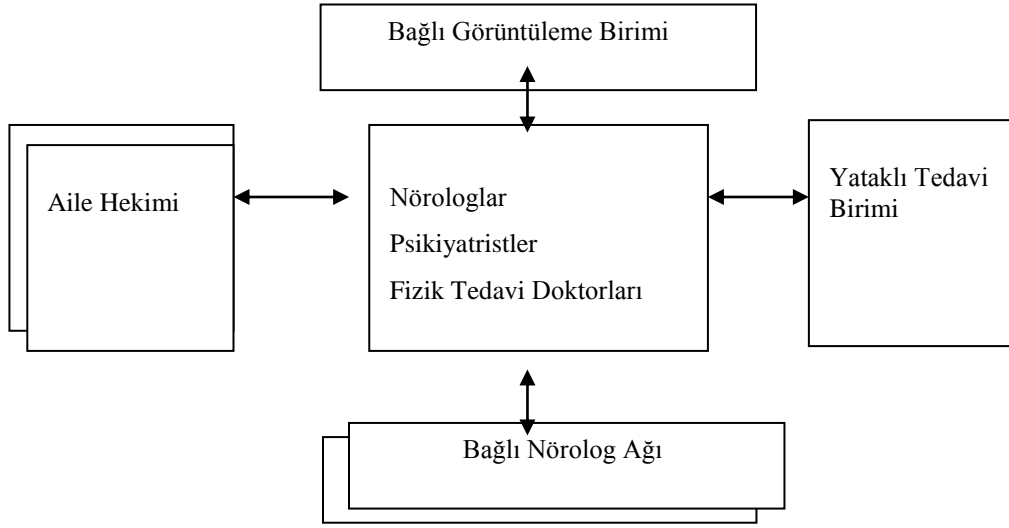 Bağlı Görüntüleme Birimi
Aile Hekimi
Nörologlar
Psikiyatristler
Fizik Tedavi Doktorları
Yataklı Tedavi
Birimi
Bağlı Nörolog Ağı